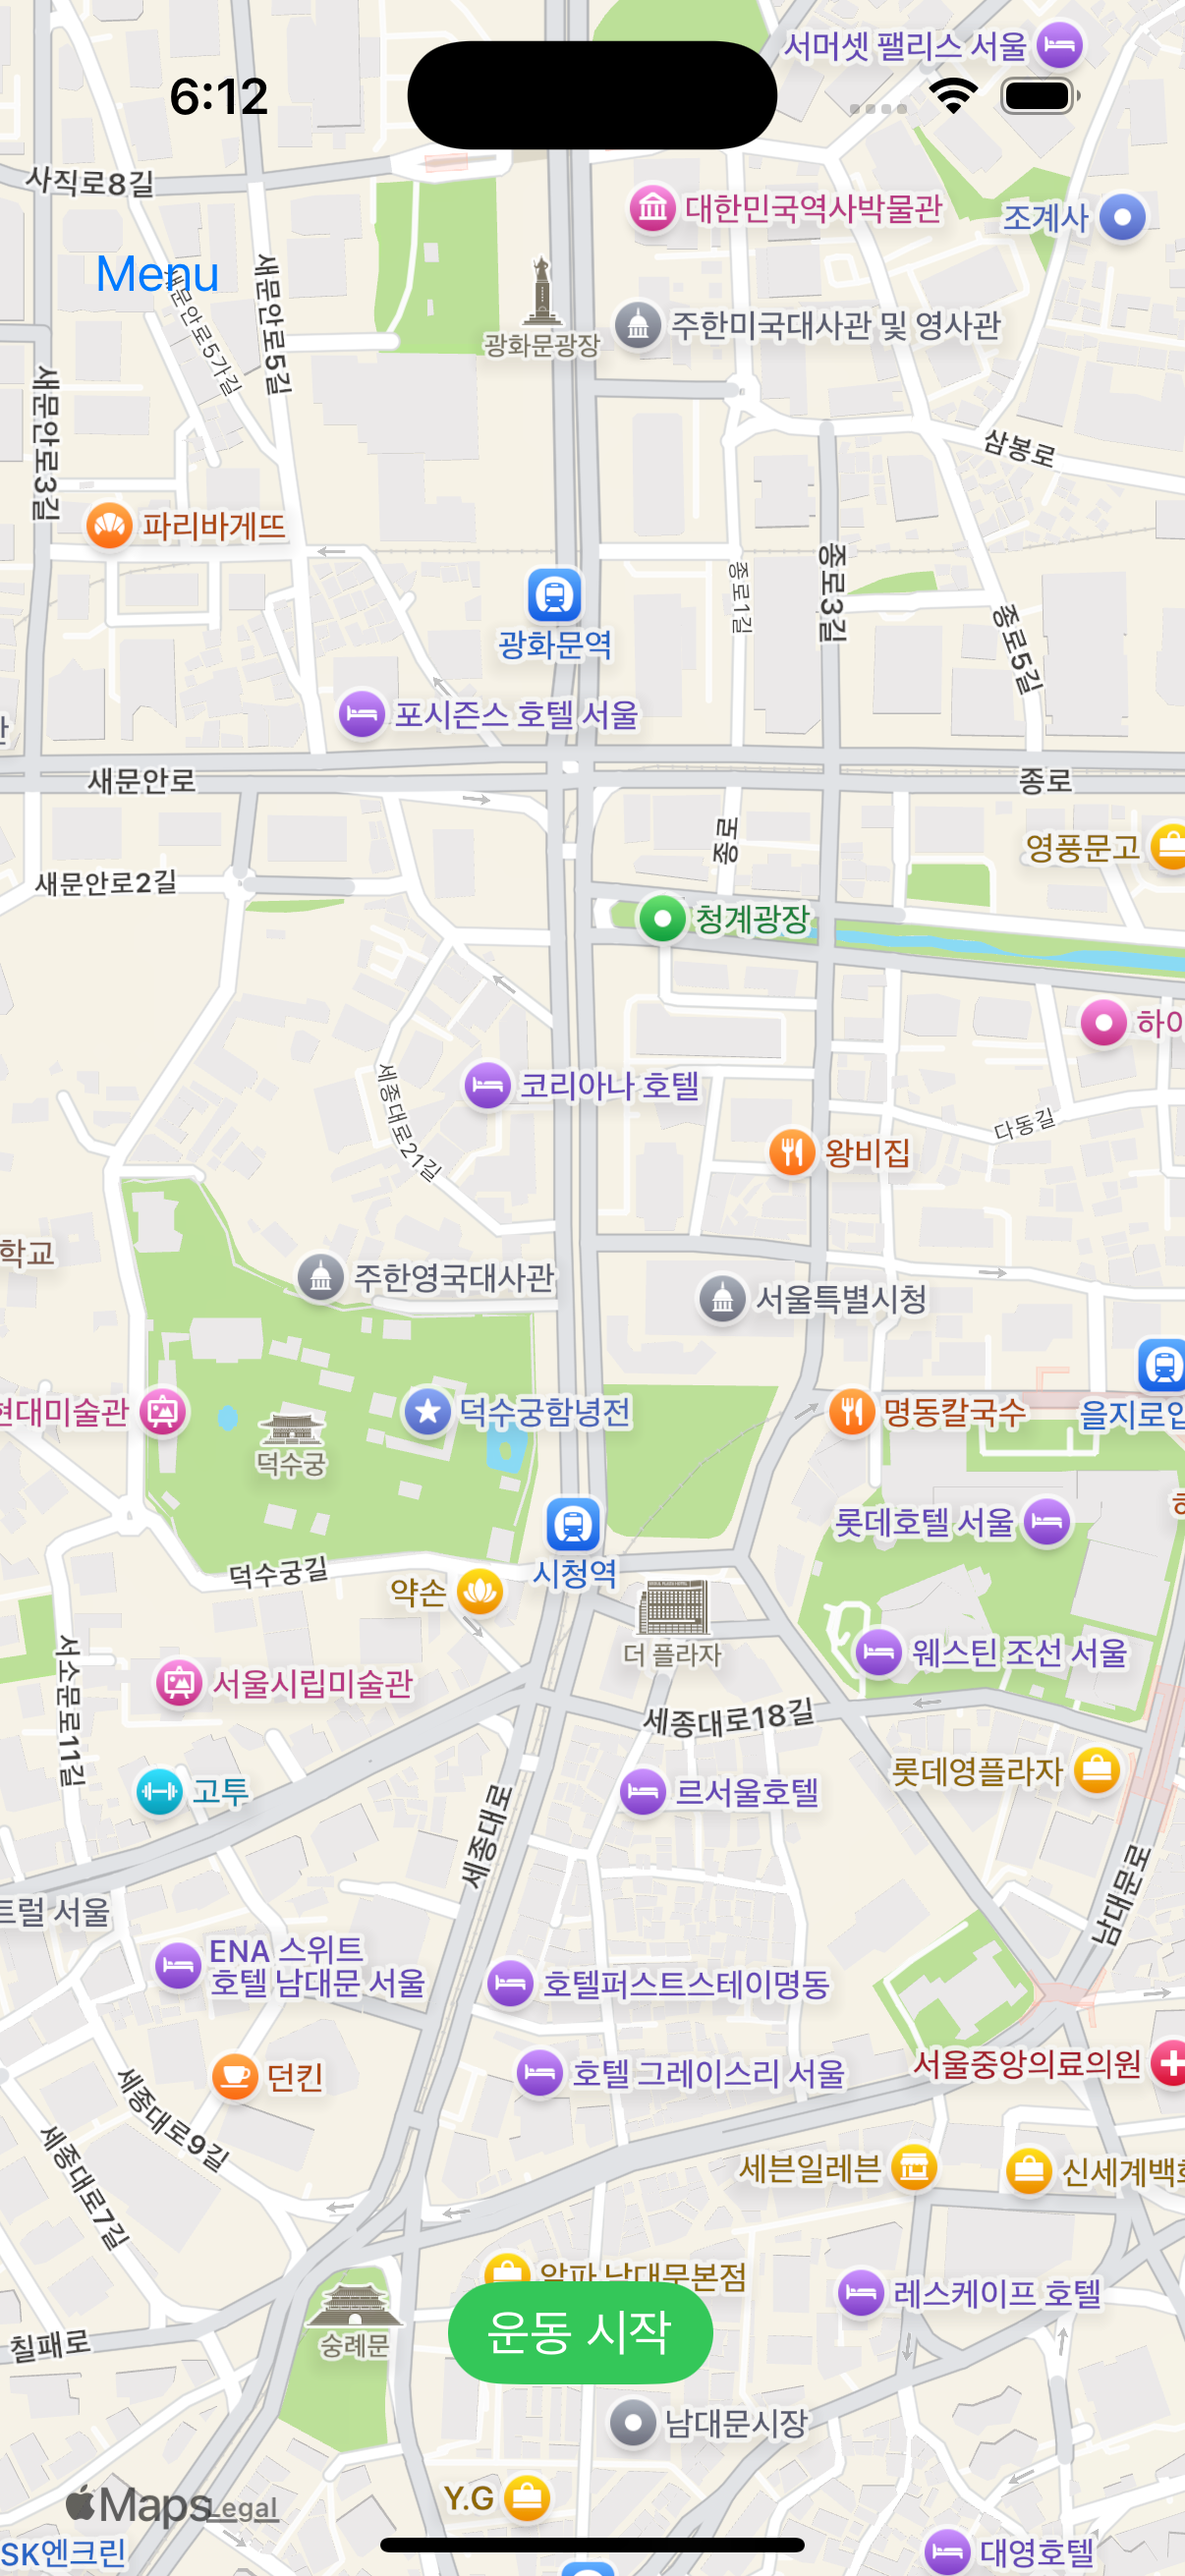 서머셋 팰리스 서울
6:12
사직로8길
대한민국역사박물관
조계사
Menu
새문안로5가길
새문안로5길
광화문광장
주한미국대사관 및 영사관
새문안로3길
삼봉로
파리바게뜨
종로1길
종로3길
종로5길
광화문역
포시즌스 호텔 서울
새문안로
종로
종로
영풍문고
새문안로2길
청계광장
하이
세종대로21길
코리아나 호텔
다동길
왕비집
학교
주한영국대사관
서울특별시청
현대미술관
덕수궁함녕전
명동칼국수
을지로입
덕수궁
롯데호텔 서울
시청역
덕수궁길
약손
더 플라자
웨스틴 조선 서울
서소문로11길
서울시립미술관
세종대로18길
롯데영플라자
고투
르서울호텔
세종대로
남대문로
트럴 서울
ENA 스위트
호텔 남대문 서울
호텔퍼스트스테이명동
서울중앙의료의원
던킨
호텔 그레이스리 서울
세종대로9길
세종대로7길
세븐일레븐
신세계백화
알파 남대문본점
레스케이프 호텔
운동 시작
숭례문
칠패로
남대문시장
Y.G
Maps
Legal
SK엔크린
대영호텔